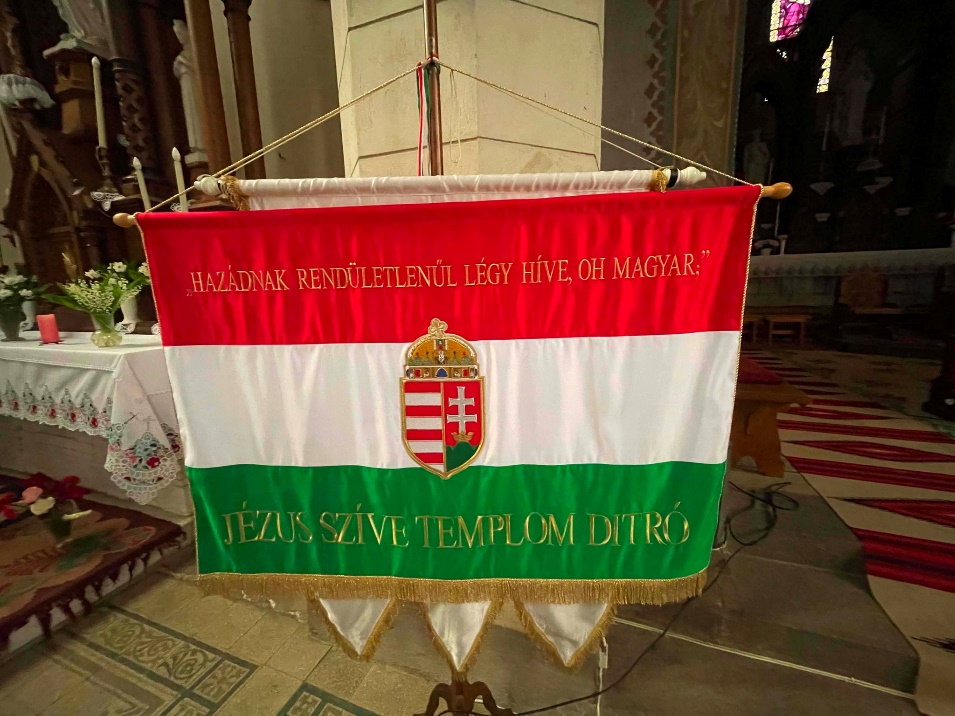 „HAZÁDNAK RENDÜLETLENŰL LÉGY HÍVE, OH MAGYAR;”
JÉZUS SZÍVE TEMPLOM DITRÓ